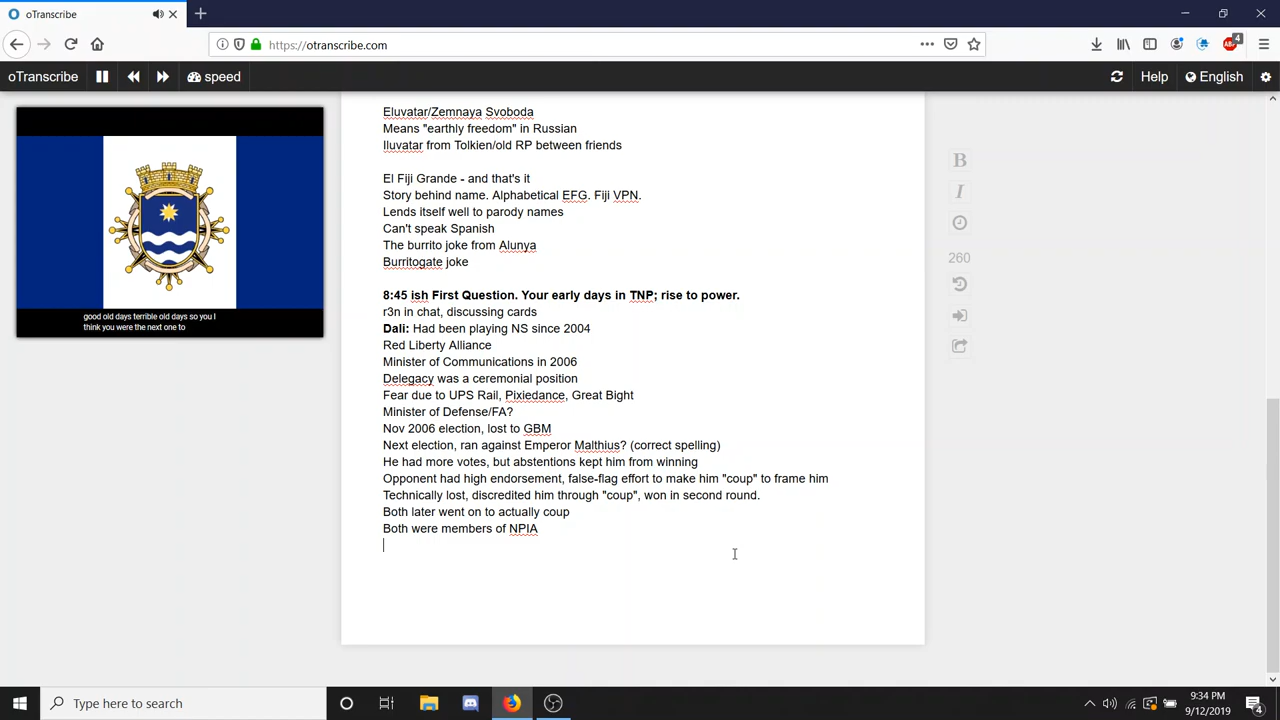 oTranscribe
https://otranscribe.com
4
oTranscribe
speed
Help
English
good old days terrible old days so you I
think you were the next one to
Eluvatar/Zemnaya Svoboda
Means "earthly freedom" in Russian
Iluvatar from Tolkien/old RP between friends
El Fiji Grande - and that's it
Story behind name. Alphabetical EFG. Fiji VPN.
Lends itself well to parody names
Can't speak Spanish
The burrito joke from Alunya
Burritogate joke
8:45 ish First Question. Your early days in TNP; rise to power.
r3n in chat, discussing cards
Dali: Had been playing NS since 2004
Red Liberty Alliance
Minister of Communications in 2006
Delegacy was a ceremonial position
Fear due to UPS Rail, Pixiedance, Great Bight
Minister of Defense/FA?
Nov 2006 election, lost to GBM
Next election, ran against Emperor Malthius? (correct spelling)
He had more votes, but abstentions kept him from winning
Opponent had high endorsement, false-flag effort to make him "coup" to frame him
Technically lost, discredited him through "coup", won in second round.
Both later went on to actually coup
Both were members of NPIA
B
I
260
Type here to search
9:34 PM
9/12/2019
4